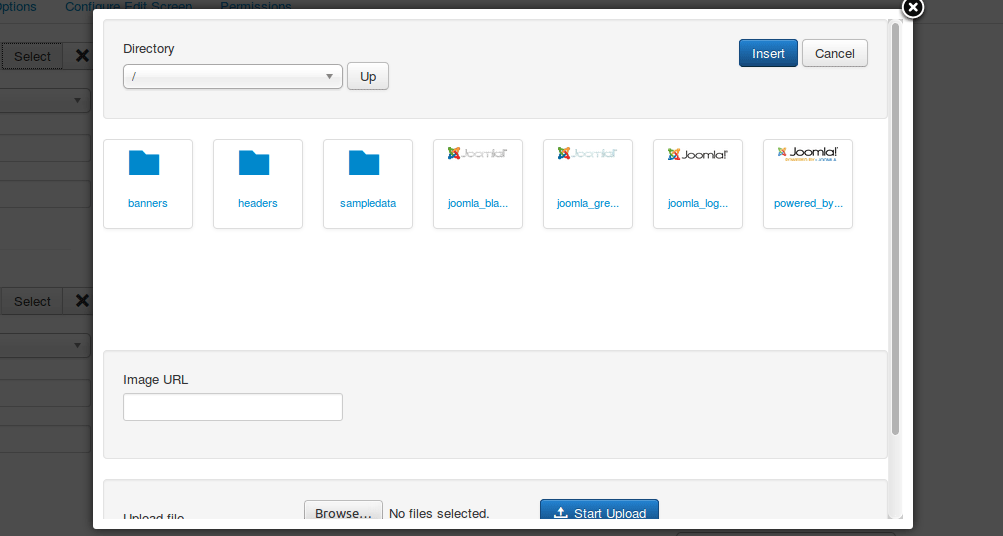 Options Configure Edit Screen Permissions
Directory
Insert Cancel
/ Up
Select
banners headers sampledata joomla_bla... joomla_gre... joomla_log... powered_by...
Joomla! Joomla! Joomla! Joomla!
Select
Image URL
Upload file Browse... No files selected. Start Upload